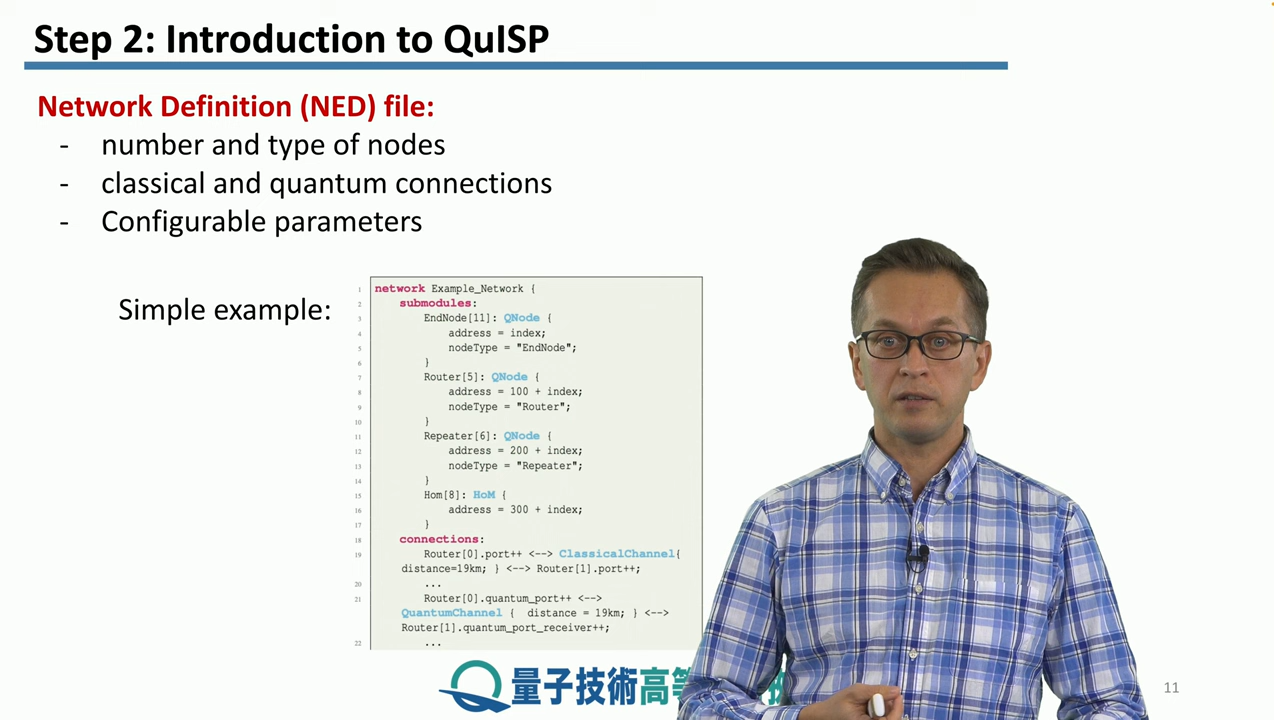 Step 2: Introduction to QuISP
Network Definition (NED) file:
- number and type of nodes
- classical and quantum connections
- Configurable parameters
Simple example:
1 network Example_Network {
2 submodules:
3 EndNode[11]: QNode {
4 address = index;
5 nodeType = "EndNode";
6 }
7 Router[5]: QNode {
8 address = 100 + index;
9 nodeType = "Router";
10 }
11 Repeater[6]: QNode {
12 address = 200 + index;
13 nodeType = "Repeater";
14 }
15 Hom[8]: HoM {
16 address = 300 + index;
17 }
18 connections:
19 Router[0].port++ <--> ClassicalChannel{
distance=19km; } <--> Router[1].port++;
20 ...
21 Router[0].quantum_port++ <-->
QuantumChannel { distance = 19km; } <-->
Router[1].quantum_port_receiver++;
22 ...
量子技術高等
11